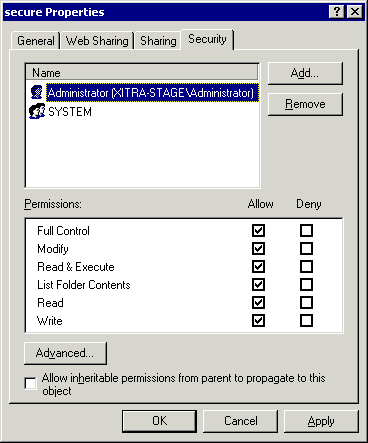 secure Properties
General
Web Sharing
Sharing
Security
Name
Administrator (XITRA-STAGE\Administrator)
SYSTEM
Add...
Remove
Permissions:
Allow
Deny
Full Control
Modify
Read & Execute
List Folder Contents
Read
Write
Advanced...
Allow inheritable permissions from parent to propagate to this
object
OK
Cancel
Apply